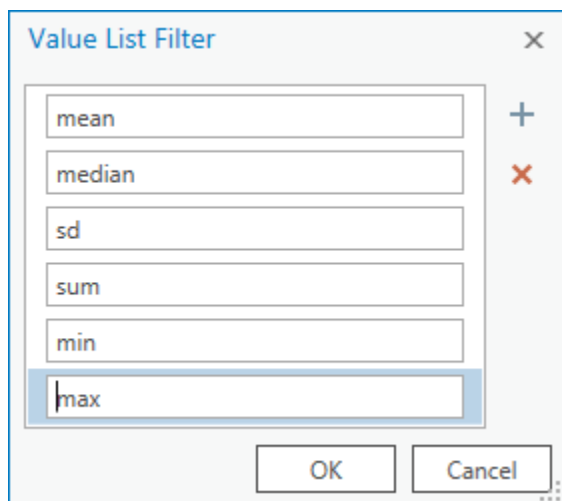 Value List Filter
mean
median
sd
sum
min
max
OK
Cancel